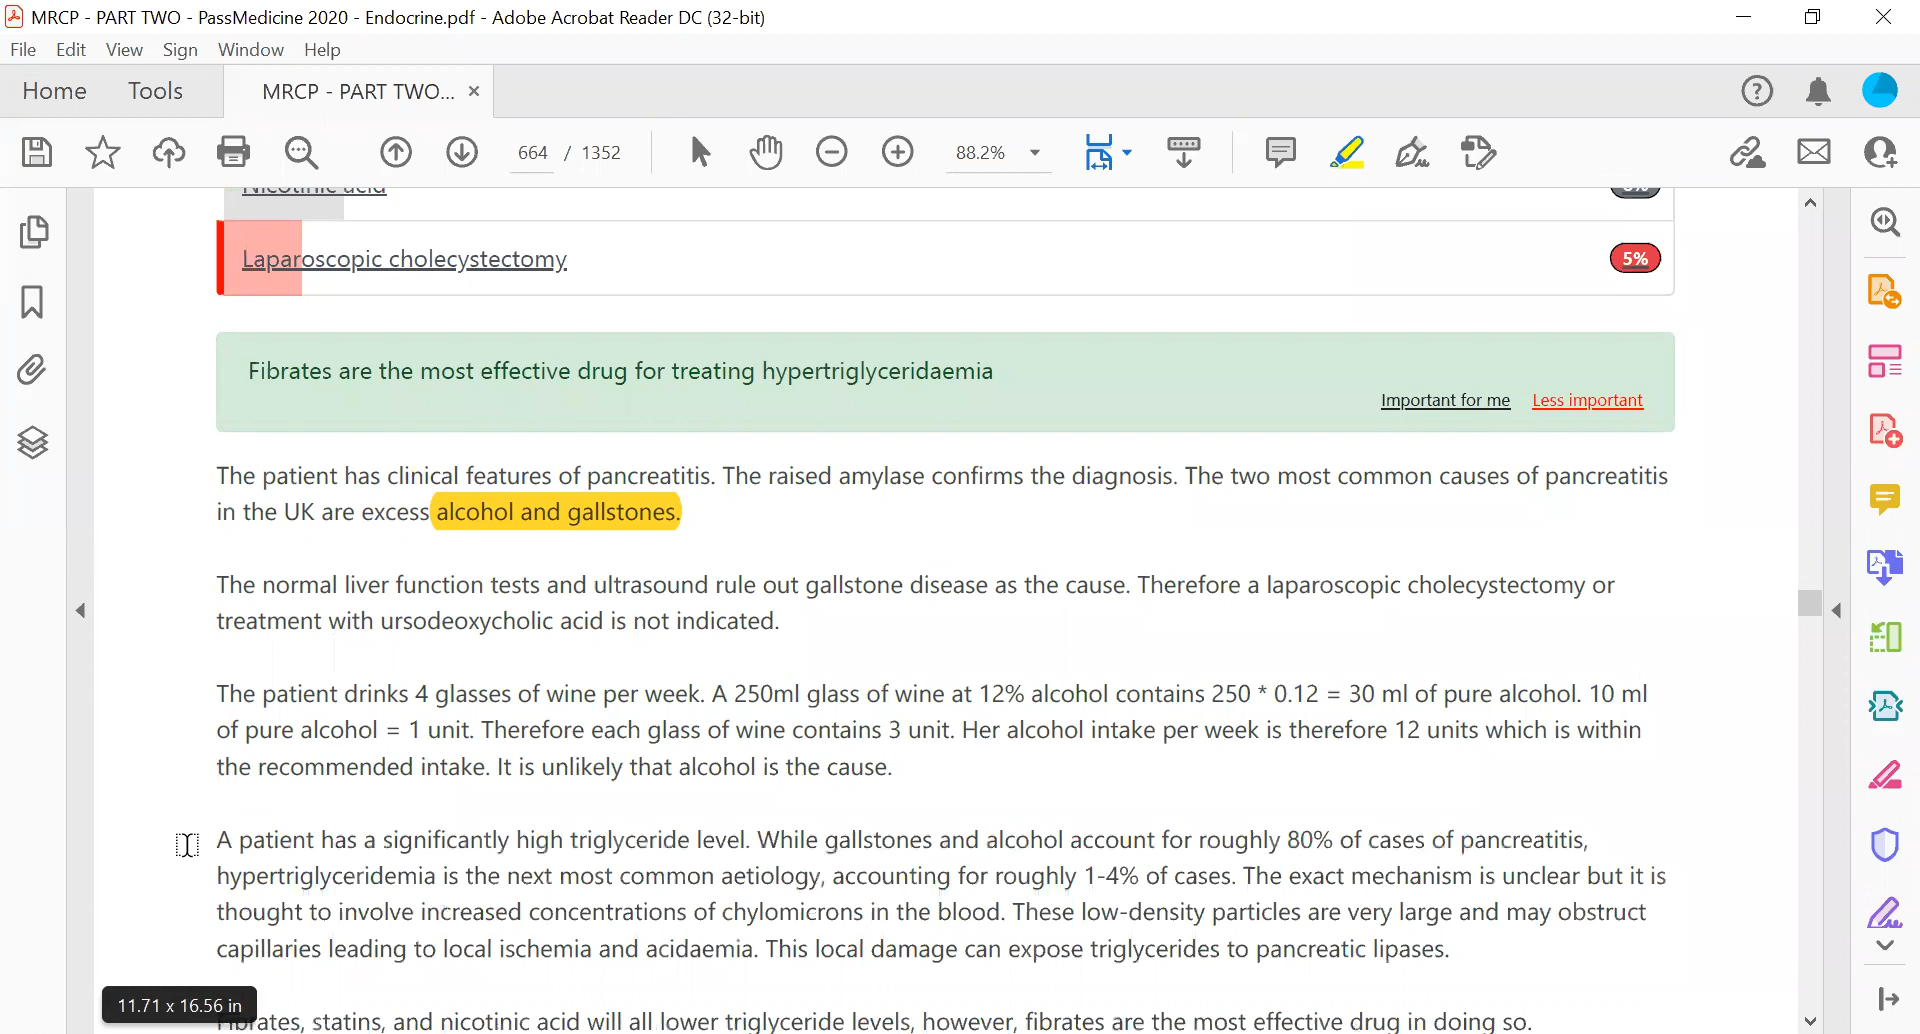 MRCP - PART TWO - PassMedicine 2020 - Endocrine.pdf - Adobe Acrobat Reader DC (32-bit)
File Edit View Sign Window Help
Home Tools MRCP - PART TWO... ×
664 / 1352 88.2%
Nicotinic acid
Laparoscopic cholecystectomy 5%
Fibrates are the most effective drug for treating hypertriglyceridaemia
Important for me Less important
The patient has clinical features of pancreatitis. The raised amylase confirms the diagnosis. The two most common causes of pancreatitis
in the UK are excess alcohol and gallstones.
The normal liver function tests and ultrasound rule out gallstone disease as the cause. Therefore a laparoscopic cholecystectomy or
treatment with ursodeoxycholic acid is not indicated.
The patient drinks 4 glasses of wine per week. A 250ml glass of wine at 12% alcohol contains 250 * 0.12 = 30 ml of pure alcohol. 10 ml
of pure alcohol = 1 unit. Therefore each glass of wine contains 3 unit. Her alcohol intake per week is therefore 12 units which is within
the recommended intake. It is unlikely that alcohol is the cause.
A patient has a significantly high triglyceride level. While gallstones and alcohol account for roughly 80% of cases of pancreatitis,
hypertriglyceridemia is the next most common aetiology, accounting for roughly 1-4% of cases. The exact mechanism is unclear but it is
thought to involve increased concentrations of chylomicrons in the blood. These low-density particles are very large and may obstruct
capillaries leading to local ischemia and acidaemia. This local damage can expose triglycerides to pancreatic lipases.
11.71 x 16.56 in
Fibrates, statins, and nicotinic acid will all lower triglyceride levels, however, fibrates are the most effective drug in doing so.